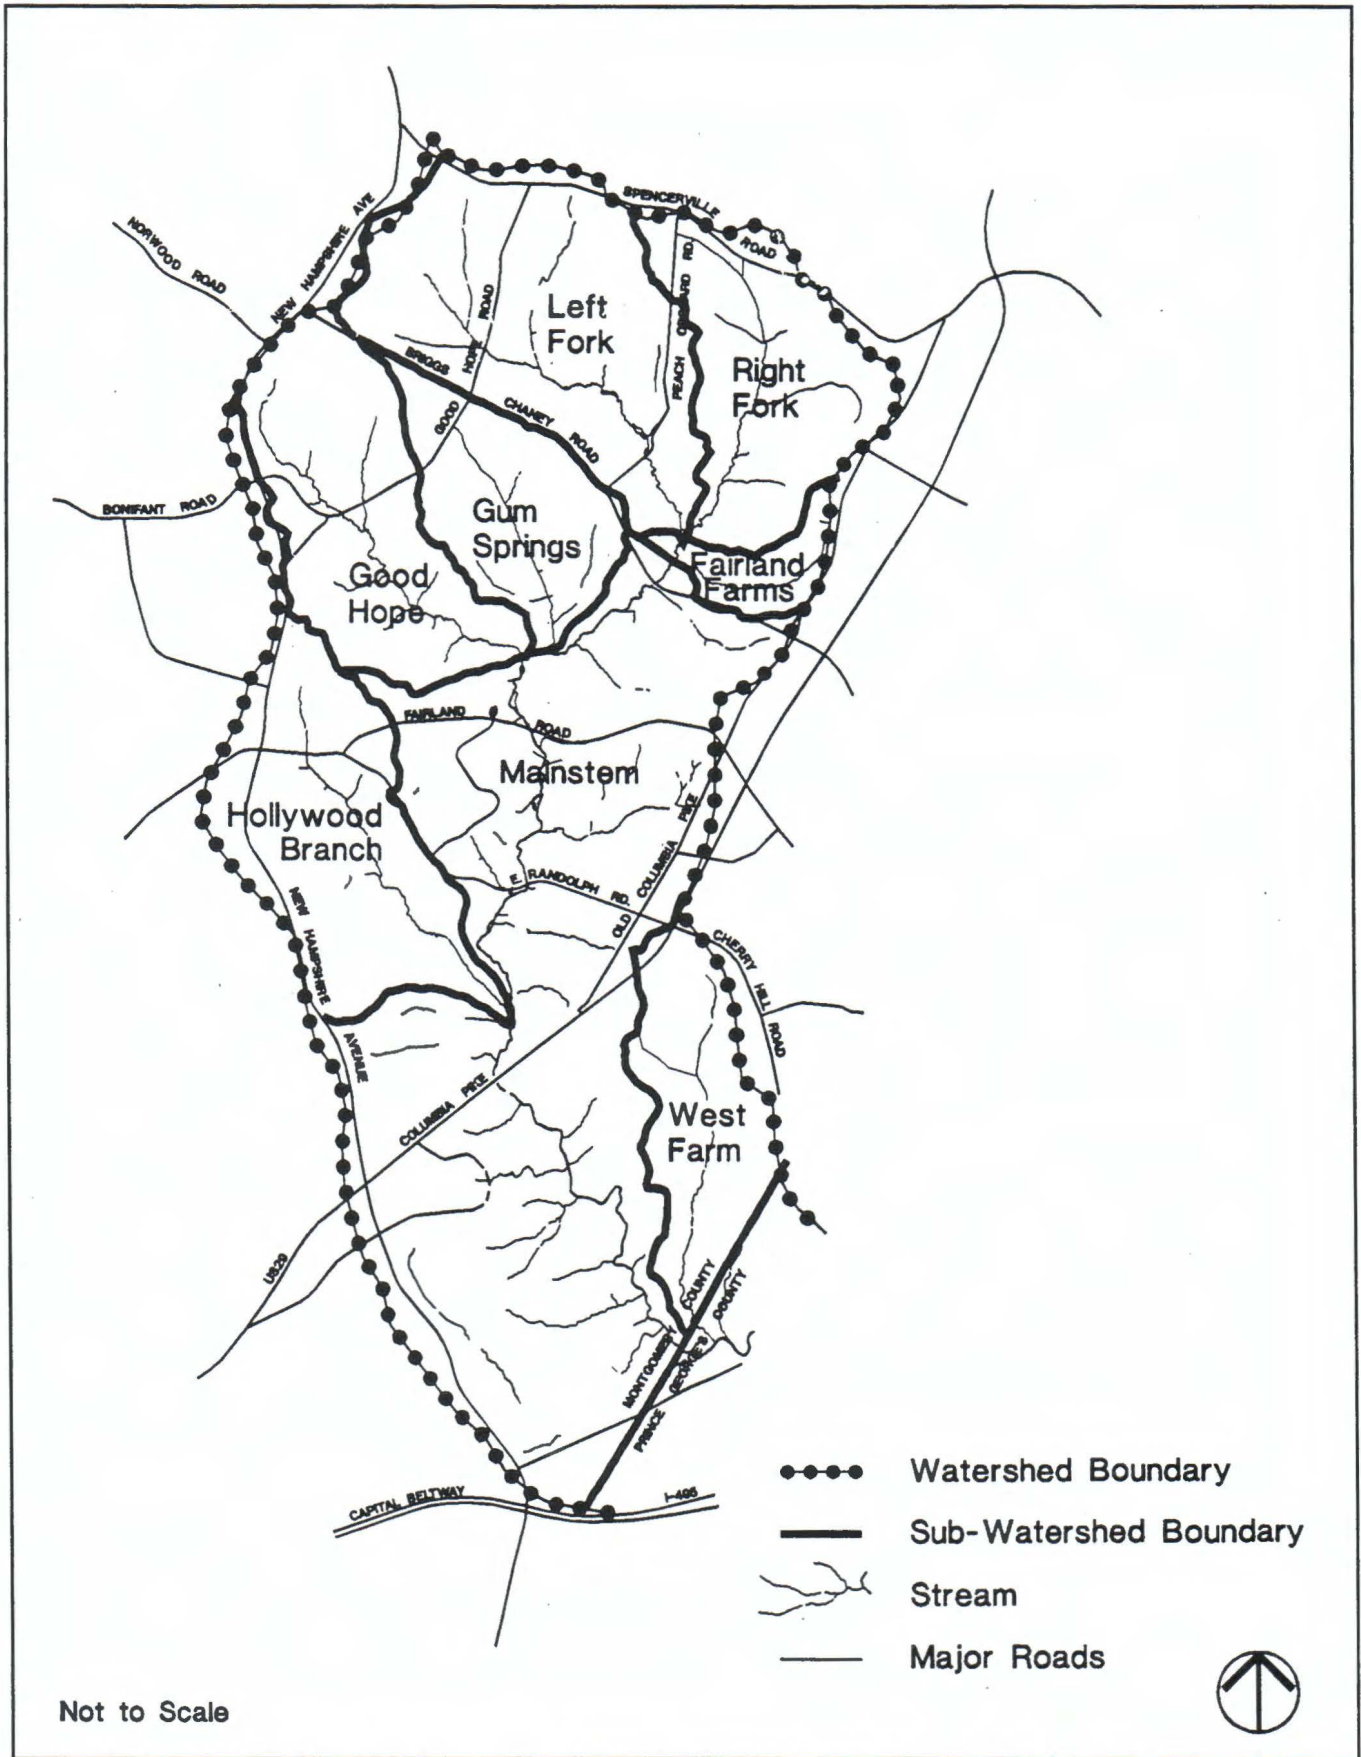 SPENCERVILLE
ROAD
NEW HAMPSHIRE AVE
NORWOOD ROAD
PEACH ORCHARD RD.
GOOD HOPE ROAD
Left
Fork
Right
Fork
BRIGGS CHANEY ROAD
BONIFANT ROAD
Gum
Springs
Good
Hope
Fairland
Farms
FAIRLAND ROAD
Mainstem
Hollywood
Branch
OLD COLUMBIA PIKE
E. RANDOLPH RD.
NEW HAMPSHIRE AVENUE
CHERRY HILL ROAD
COLUMBIA PIKE
West
Farm
US29
MONTGOMERY COUNTY
PRINCE GEORGE'S COUNTY
CAPITAL BELTWAY
I-495
Watershed Boundary
Sub-Watershed Boundary
Stream
Major Roads
Not to Scale